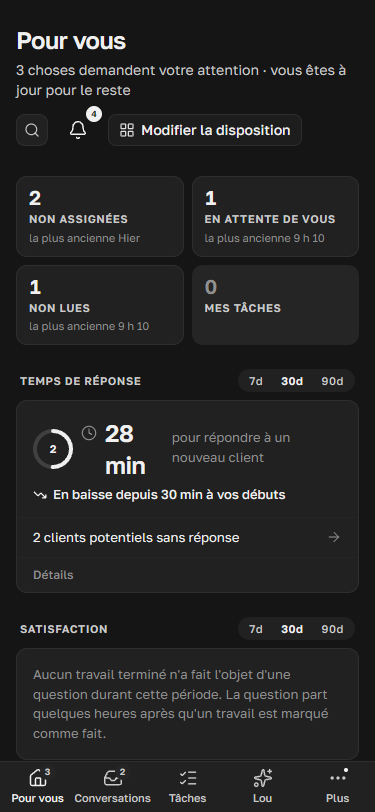 Pour vous
3 choses demandent votre attention · vous êtes à
jour pour le reste
4
Modifier la disposition
2
NON ASSIGNÉES
la plus ancienne Hier
1
EN ATTENTE DE VOUS
la plus ancienne 9 h 10
1
NON LUES
la plus ancienne 9 h 10
0
MES TÂCHES
TEMPS DE RÉPONSE
7d 30d 90d
2
28
min
pour répondre à un
nouveau client
En baisse depuis 30 min à vos débuts
2 clients potentiels sans réponse
Détails
SATISFACTION
7d 30d 90d
Aucun travail terminé n'a fait l'objet d'une
question durant cette période. La question part
quelques heures après qu'un travail est marqué
comme fait.
3
Pour vous
2
Conversations
Tâches
Lou
Plus